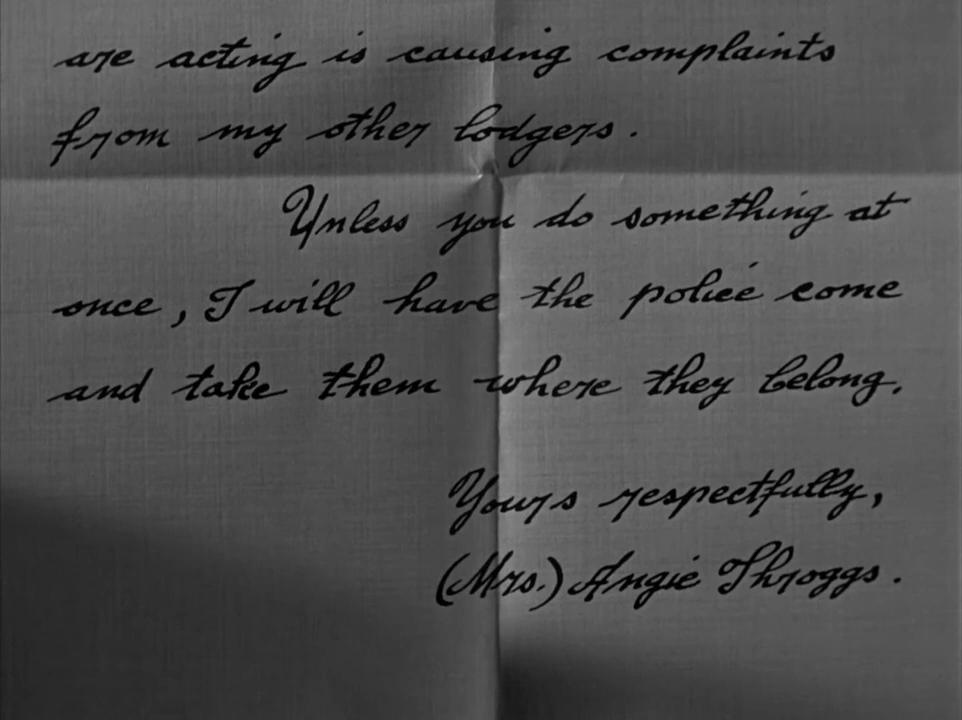 are acting is causing complaints
from my other lodgers.
Unless you do something at
once, I will have the police come
and take them where they belong.
Yours respectfully,
(Mrs.) Angie Throggs.